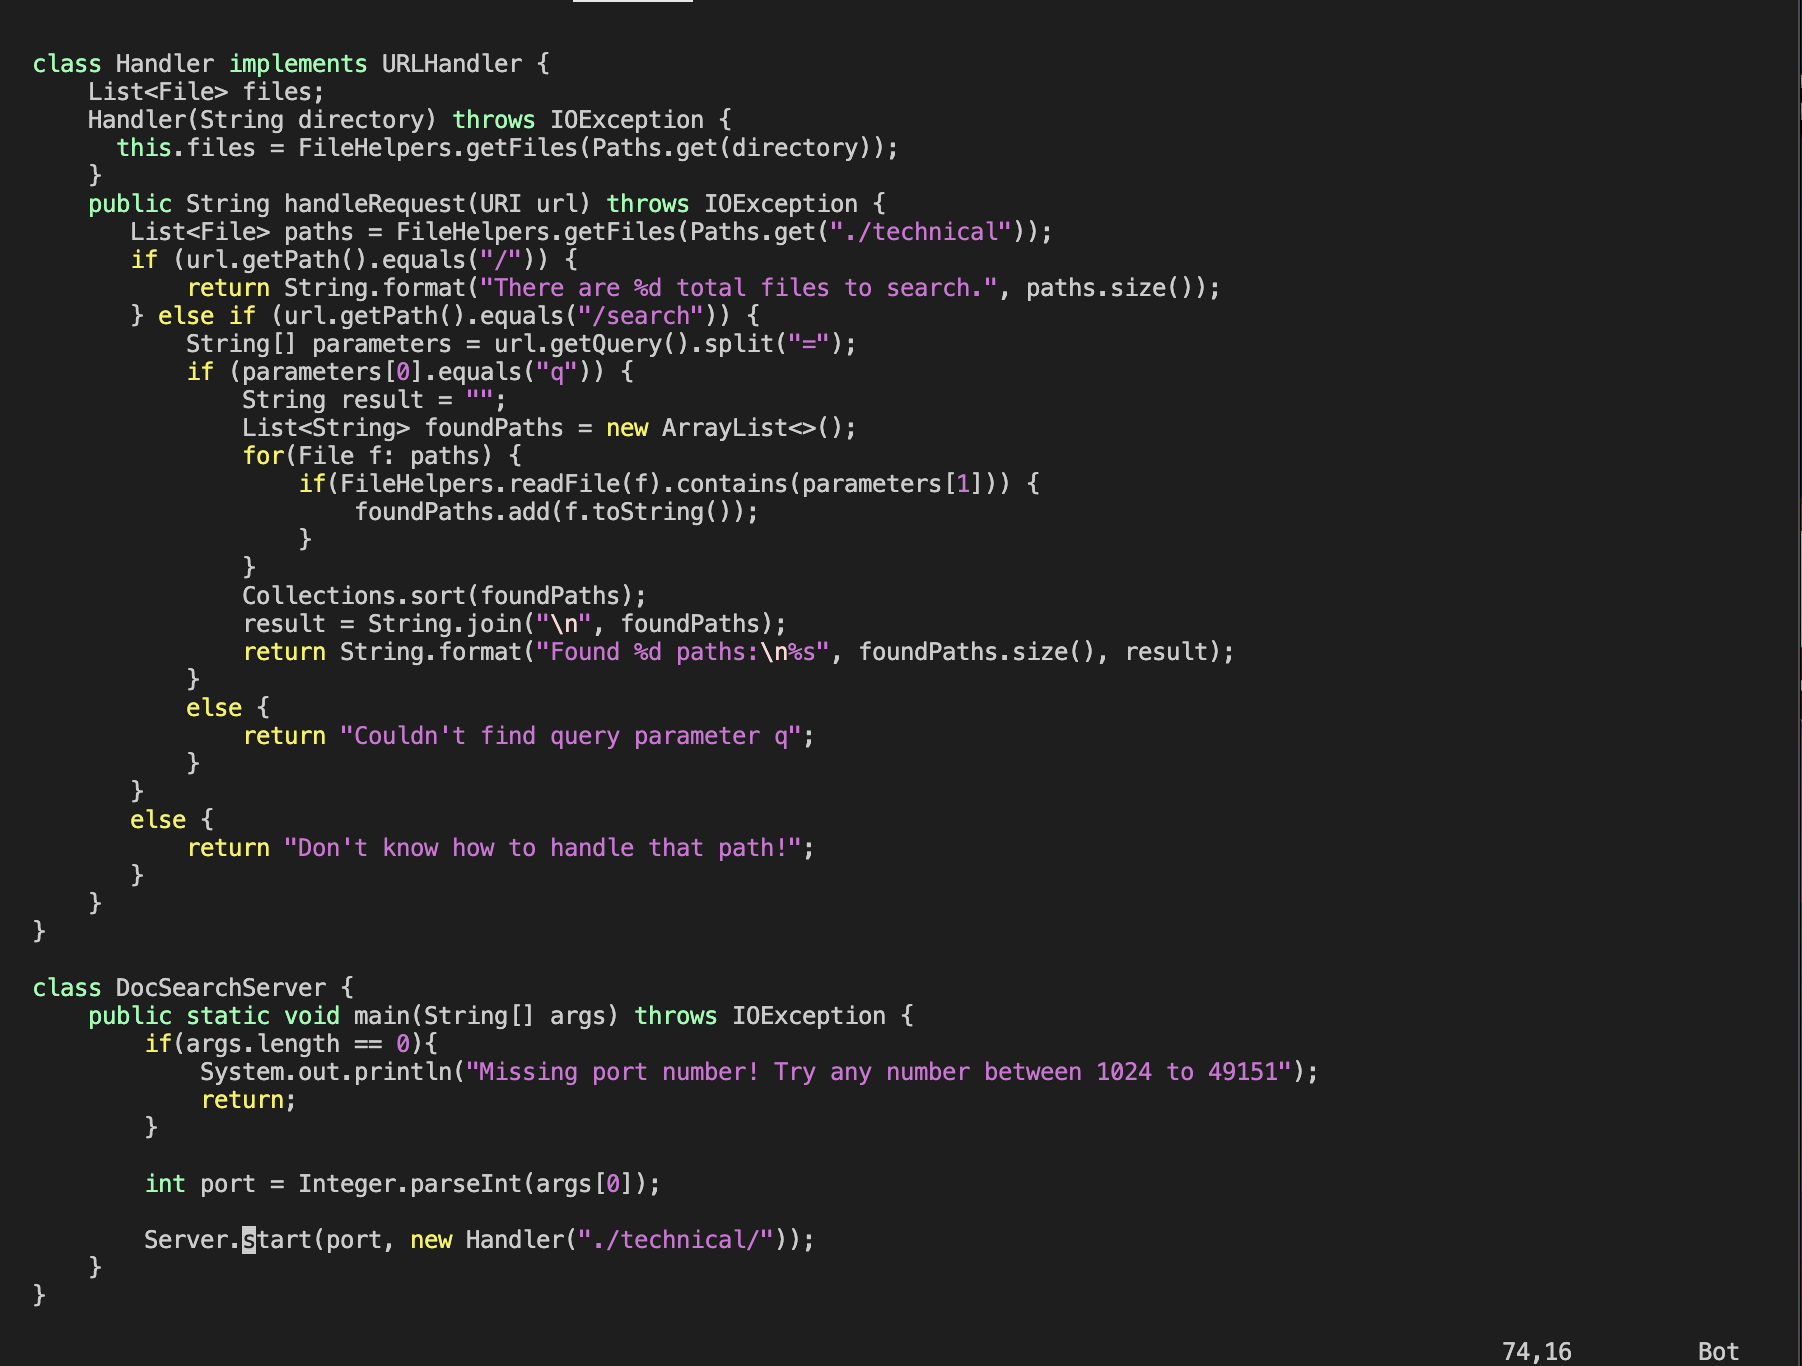 class Handler implements URLHandler {
    List<File> files;
    Handler(String directory) throws IOException {
      this.files = FileHelpers.getFiles(Paths.get(directory));
    }
    public String handleRequest(URI url) throws IOException {
       List<File> paths = FileHelpers.getFiles(Paths.get("./technical"));
       if (url.getPath().equals("/")) {
           return String.format("There are %d total files to search.", paths.size());
       } else if (url.getPath().equals("/search")) {
           String[] parameters = url.getQuery().split("=");
           if (parameters[0].equals("q")) {
               String result = "";
               List<String> foundPaths = new ArrayList<>();
               for(File f: paths) {
                   if(FileHelpers.readFile(f).contains(parameters[1])) {
                       foundPaths.add(f.toString());
                   }
               }
               Collections.sort(foundPaths);
               result = String.join("\n", foundPaths);
               return String.format("Found %d paths:\n%s", foundPaths.size(), result);
           }
           else {
               return "Couldn't find query parameter q";
           }
       }
       else {
           return "Don't know how to handle that path!";
       }
    }
}

class DocSearchServer {
    public static void main(String[] args) throws IOException {
        if(args.length == 0){
            System.out.println("Missing port number! Try any number between 1024 to 49151");
            return;
        }

        int port = Integer.parseInt(args[0]);

        Server.start(port, new Handler("./technical/"));
    }
}
74,16 Bot